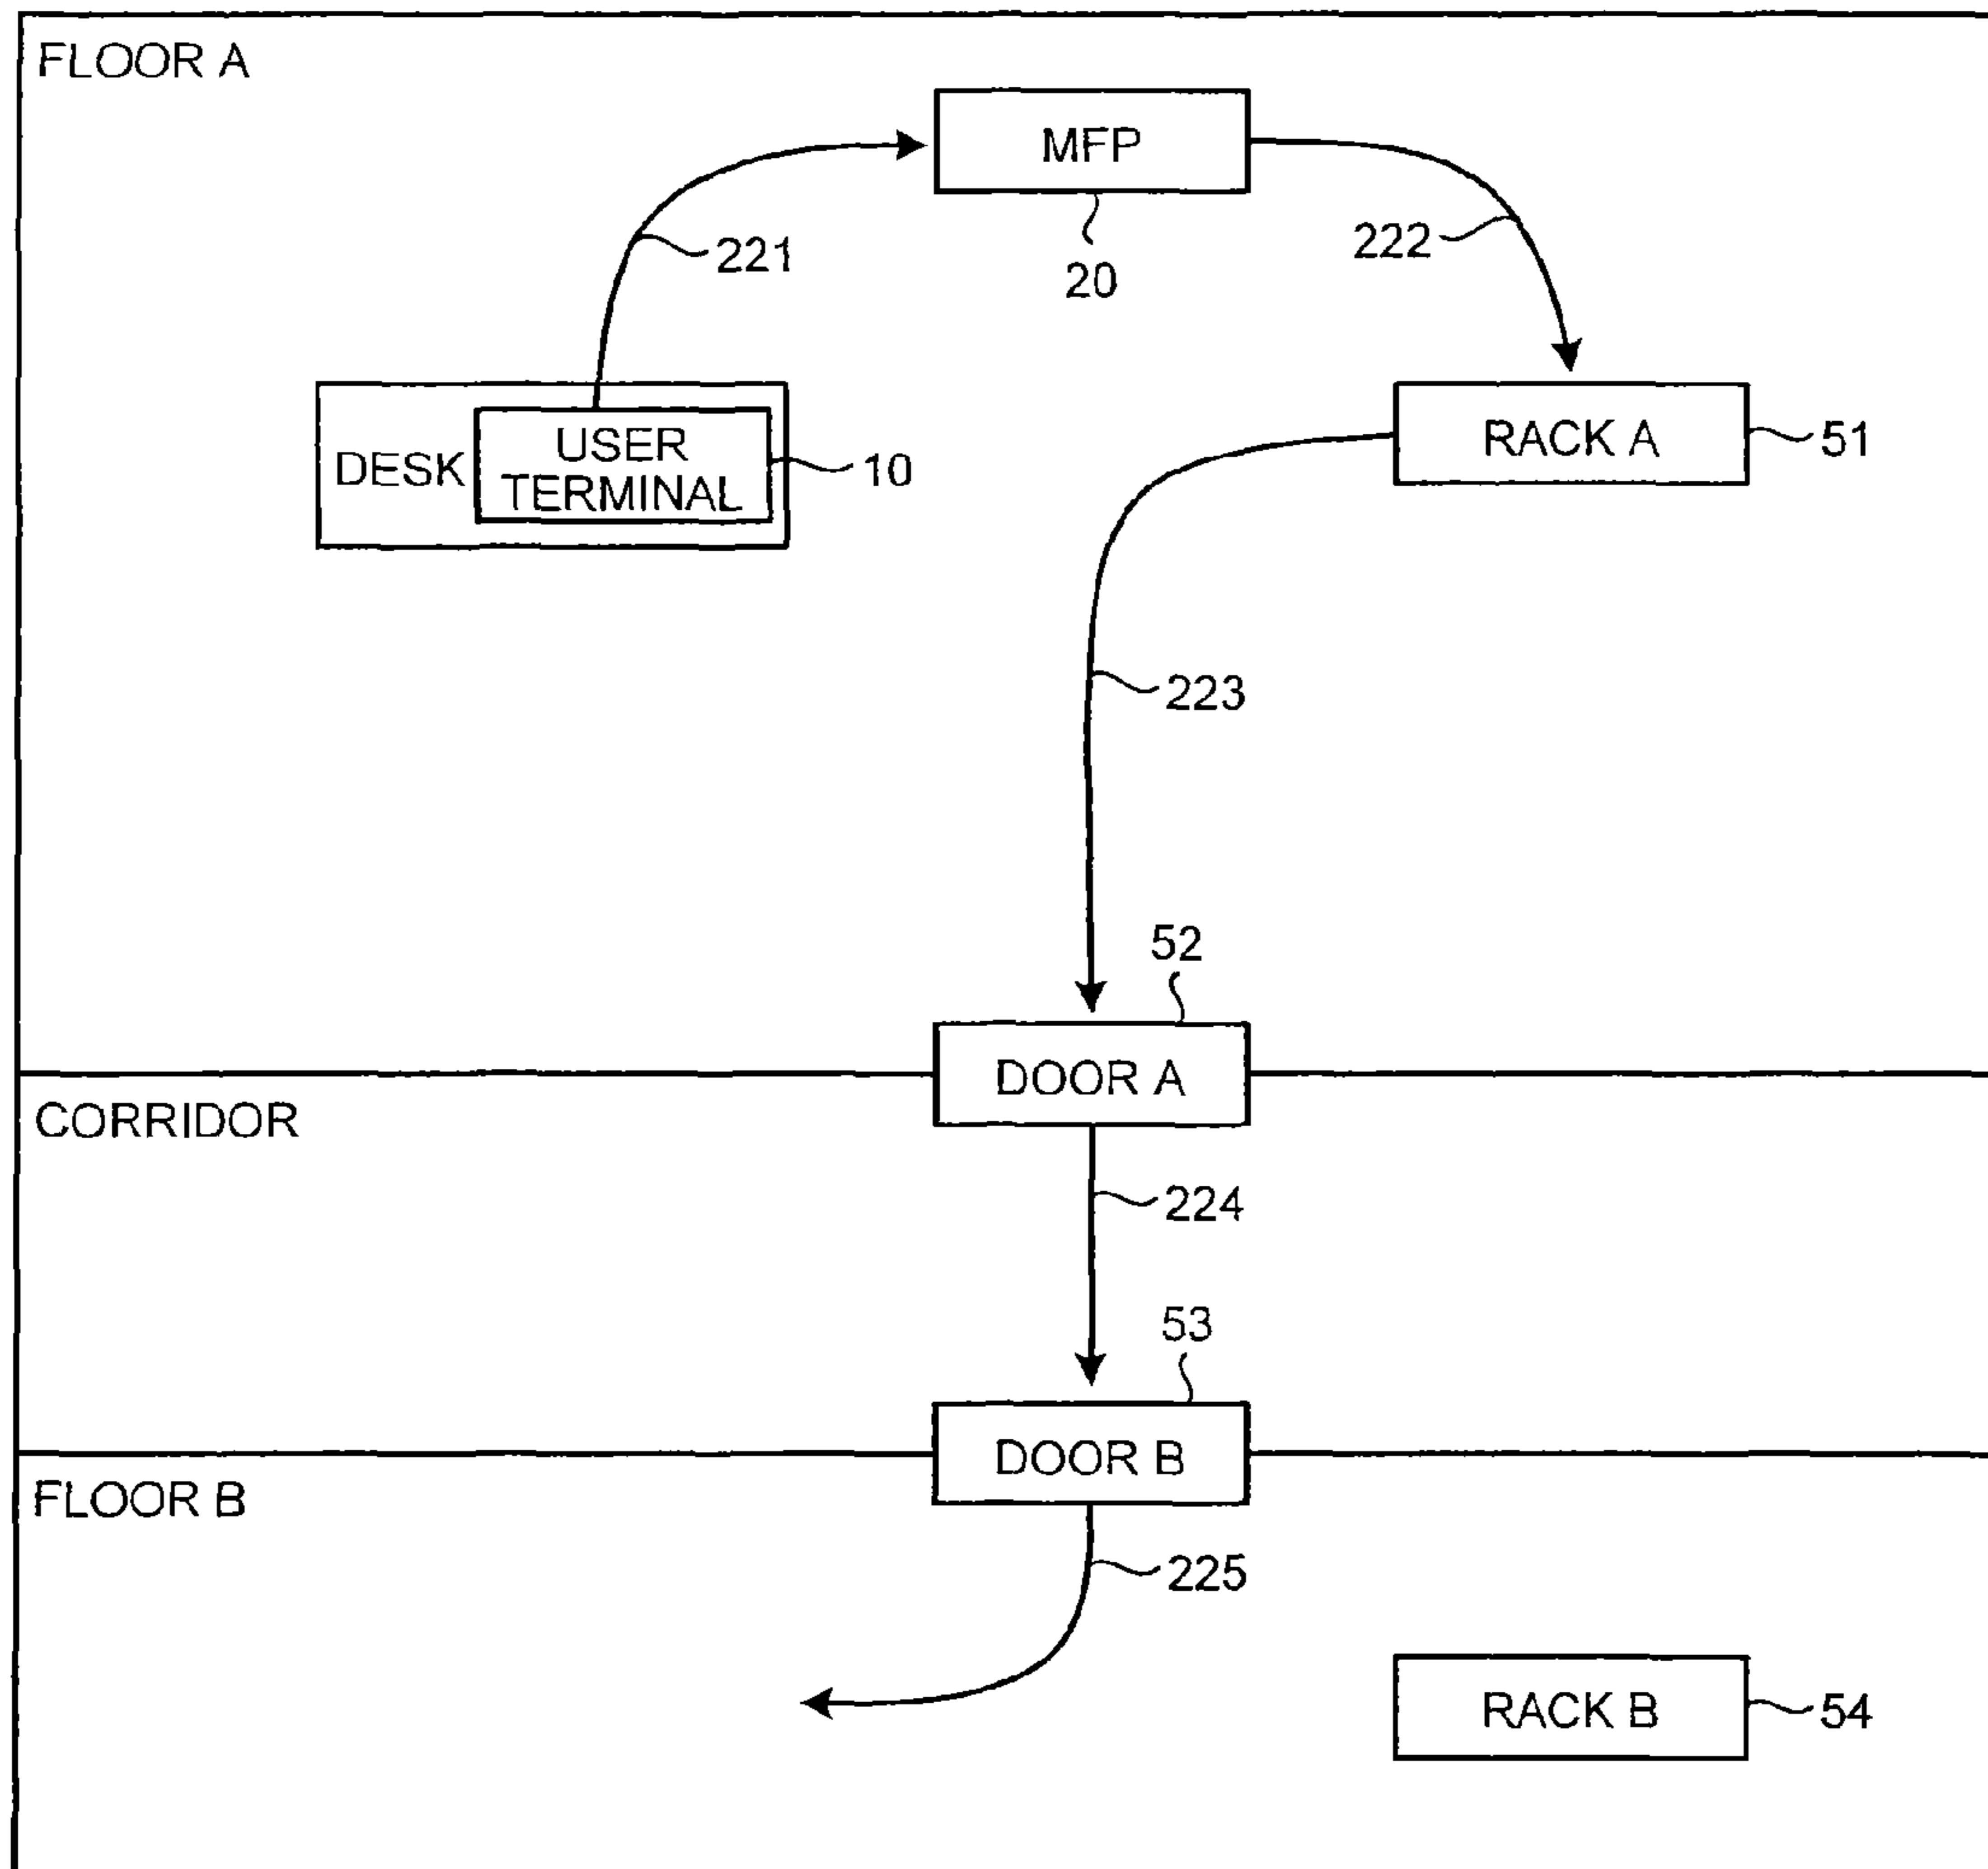 FLOOR A
MFP
20
221
222
DESK
USER
TERMINAL
10
RACK A
51
223
52
DOOR A
CORRIDOR
224
53
DOOR B
FLOOR B
225
RACK B
54